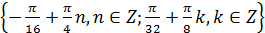 {-π/16 + π/4 n, n ∈ Z; π/32 + π/8 k, k ∈ Z}